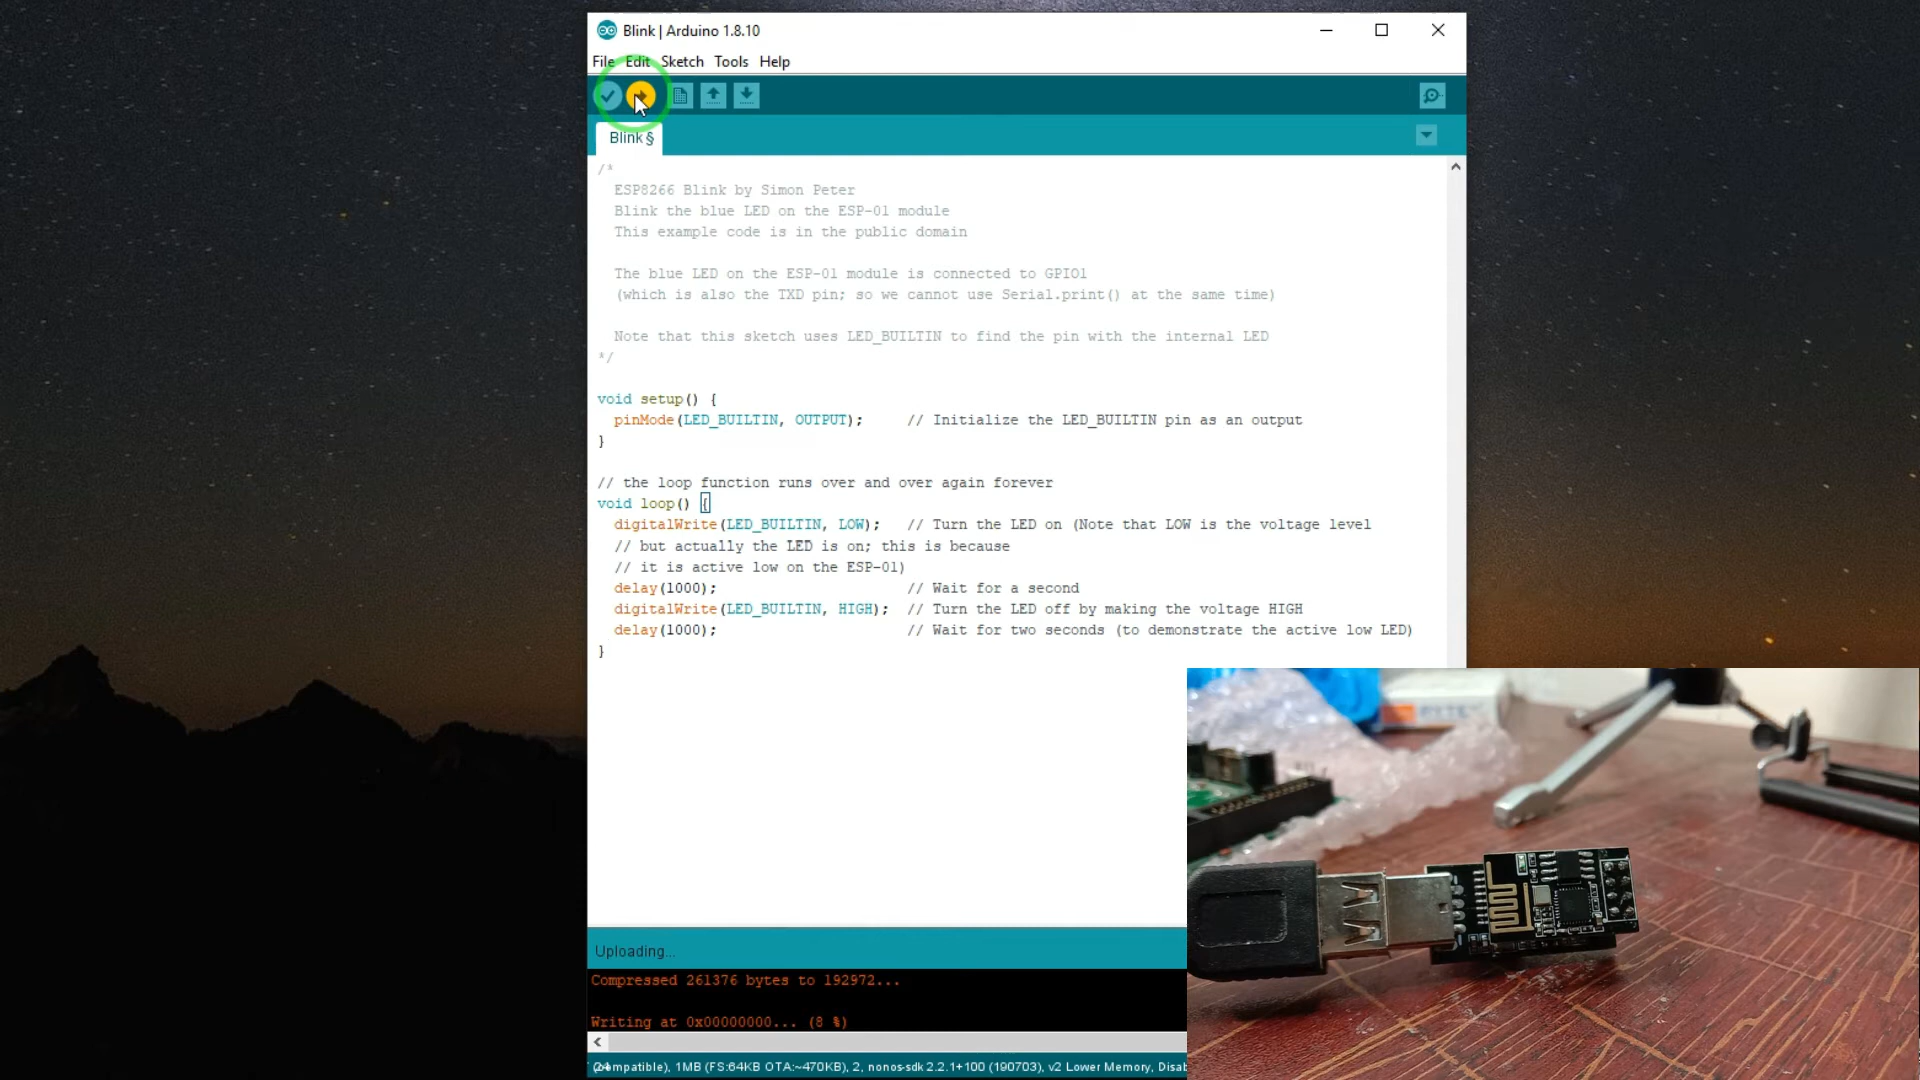 Blink | Arduino 1.8.10
File Edit Sketch Tools Help
Blink §
/*
ESP8266 Blink by Simon Peter
Blink the blue LED on the ESP-01 module
This example code is in the public domain
The blue LED on the ESP-01 module is connected to GPIO1
(which is also the TXD pin; so we cannot use Serial.print() at the same time)
Note that this sketch uses LED_BUILTIN to find the pin with the internal LED
*/
void setup() {
pinMode(LED_BUILTIN, OUTPUT); // Initialize the LED_BUILTIN pin as an output
}
// the loop function runs over and over again forever
void loop() {
digitalWrite(LED_BUILTIN, LOW); // Turn the LED on (Note that LOW is the voltage level
// but actually the LED is on; this is because
// it is active low on the ESP-01)
delay(1000); // Wait for a second
digitalWrite(LED_BUILTIN, HIGH); // Turn the LED off by making the voltage HIGH
delay(1000); // Wait for two seconds (to demonstrate the active low LED)
}
Uploading...
Compressed 261376 bytes to 192972...
Writing at 0x00000000... (8 %)
1MB (FS:64KB OTA:~470KB), 2, nonos-sdk 2.2.1+100 (190703), v2 Lower Memory, Disab